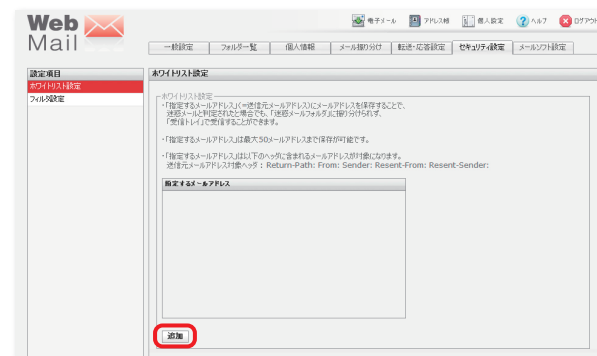 Web
Mail
電子メール アドレス帳 個人設定 ヘルプ ログアウト
一般設定 フォルダ一覧 個人情報 メール振り分け 転送・応答設定 セキュリティ設定 メールソフト設定
設定項目
ホワイトリスト設定
フィルタ設定
ホワイトリスト設定
ホワイトリスト設定
・「指定するメールアドレス」(=送信元メールアドレス)にメールアドレスを保存することで、
迷惑メールと判定された場合でも、「迷惑メールフォルダ」に振り分けられず、
「受信トレイ」で受信することができます。
・「指定するメールアドレス」は最大50メールアドレスまで保存が可能です。
・「指定するメールアドレス」は以下のヘッダに含まれるメールアドレスが対象になります。
送信元メールアドレス対象ヘッダ : Return-Path: From: Sender: Resent-From: Resent-Sender:
指定するメールアドレス
追加